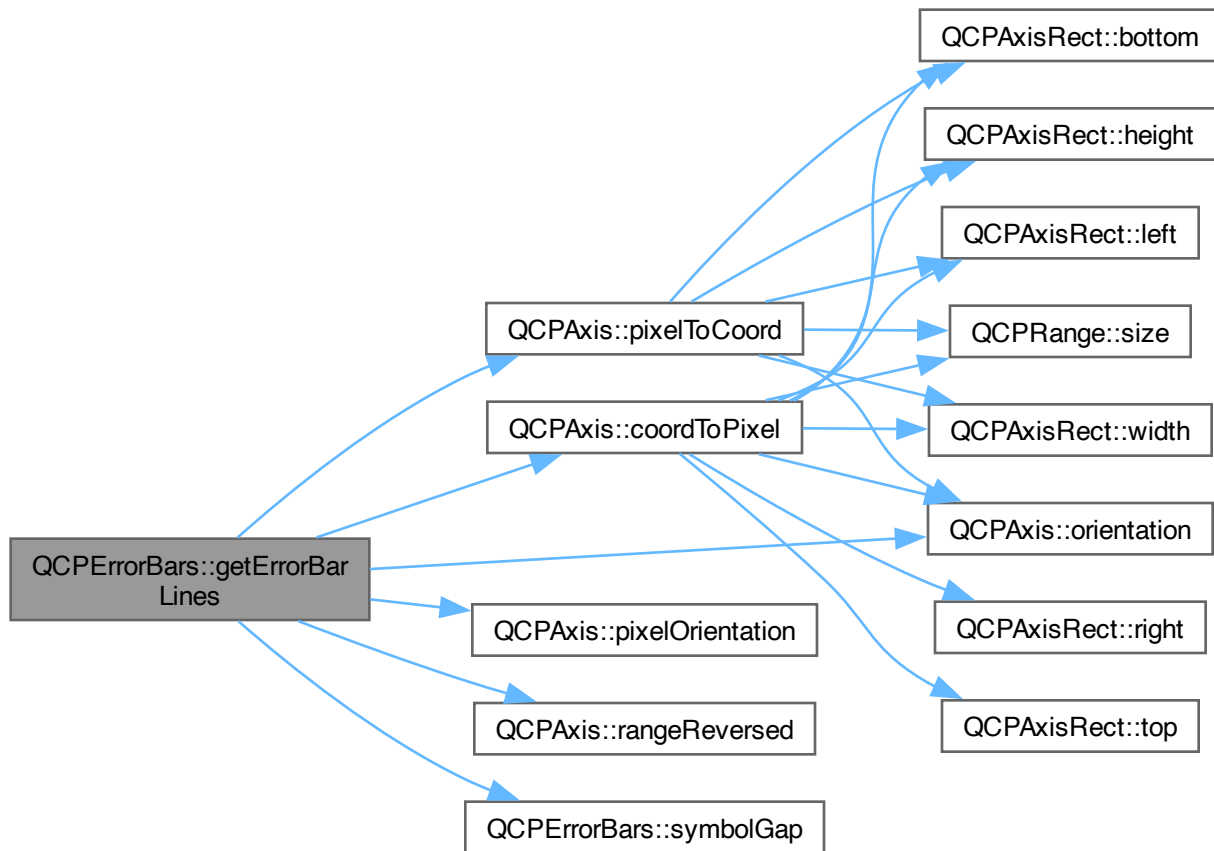 QCPAxisRect::bottom
QCPAxisRect::height
QCPAxisRect::left
QCPAxis::pixelToCoord
QCPRange::size
QCPAxis::coordToPixel
QCPAxisRect::width
QCPAxis::orientation
QCPErrorBars::getErrorBar
Lines
QCPAxis::pixelOrientation
QCPAxisRect::right
QCPAxis::rangeReversed
QCPAxisRect::top
QCPErrorBars::symbolGap